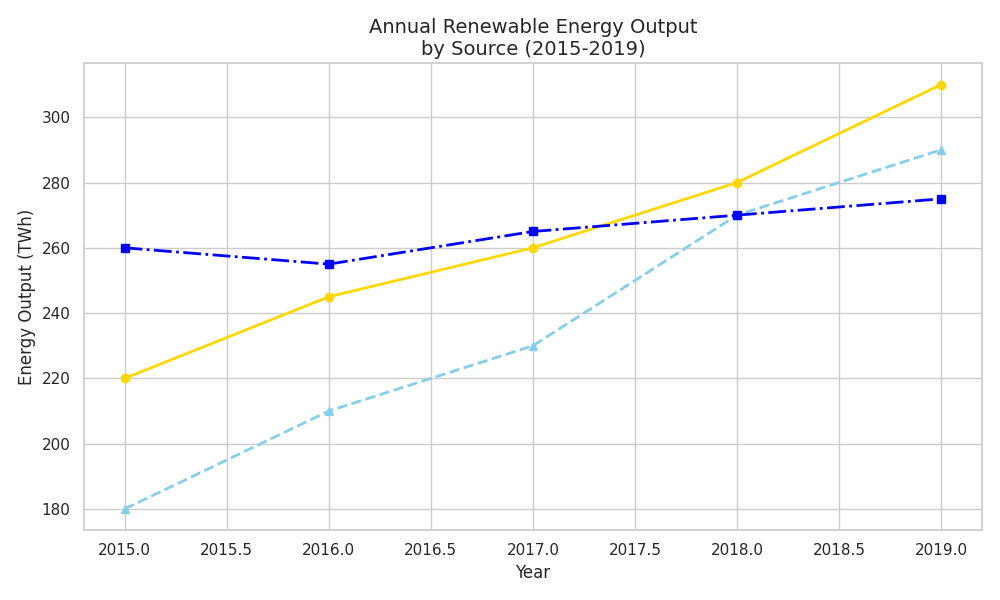 Annual Renewable Energy Output
by Source (2015-2019)
Energy Output (TWh)
300
280
260
240
220
200
180
2015.0 2015.5 2016.0 2016.5 2017.0 2017.5 2018.0 2018.5 2019.0
Year